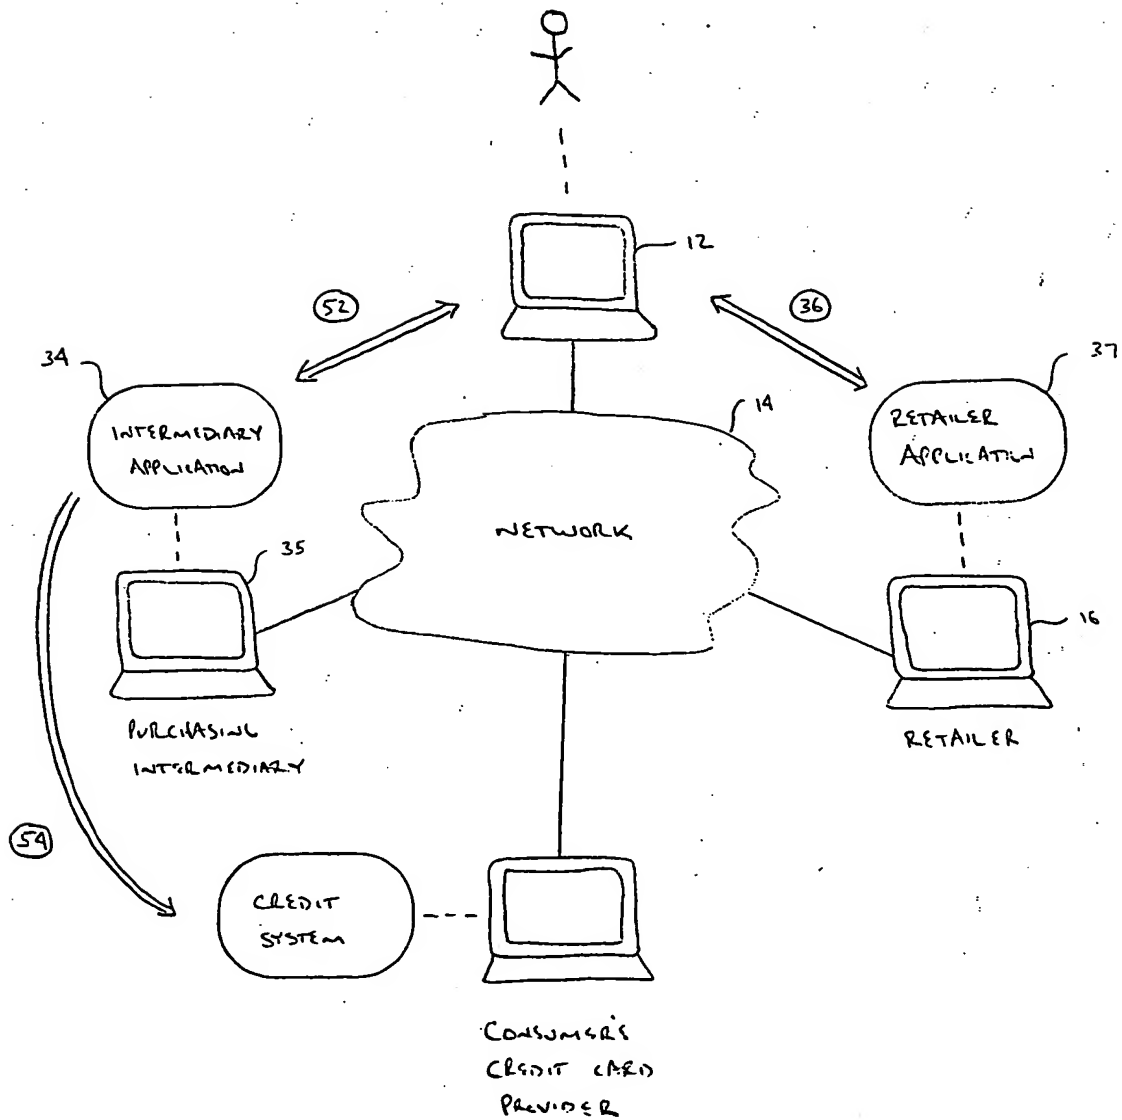 12
52
36
34
37
INTERMEDIARY
APPLICATION
14
RETAILER
APPLICATION
NETWORK
35
16
PURCHASING
INTERMEDIARY
RETAILER
54
CREDIT
SYSTEM
CONSUMER'S
CREDIT CARD
PROVIDER